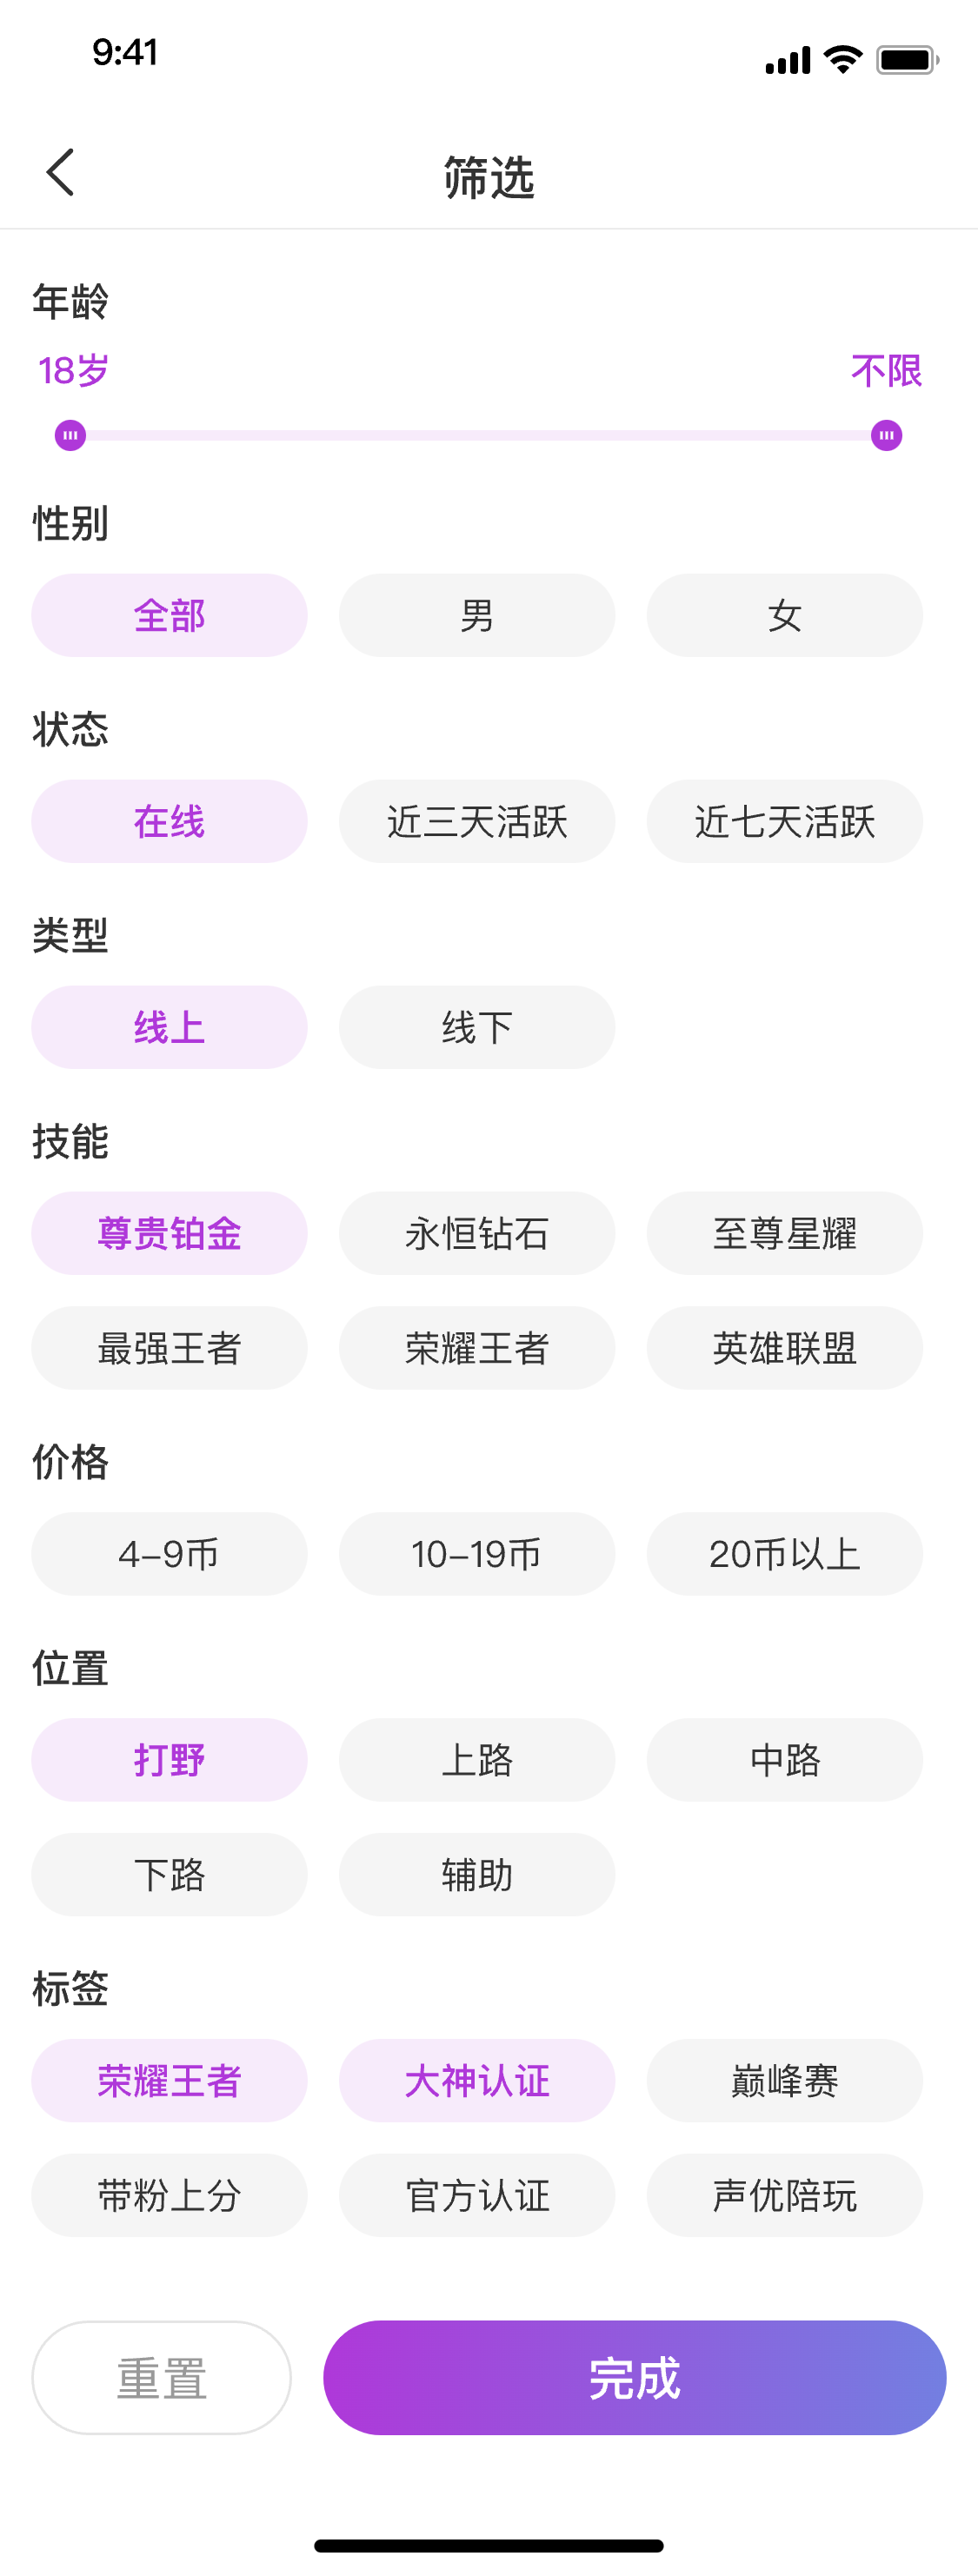 9:41
筛选
年龄
18岁 不限
性别
全部 男 女
状态
在线 近三天活跃 近七天活跃
类型
线上 线下
技能
尊贵铂金 永恒钻石 至尊星耀
最强王者 荣耀王者 英雄联盟
价格
4-9币 10-19币 20币以上
位置
打野 上路 中路
下路 辅助
标签
荣耀王者 大神认证 巅峰赛
带粉上分 官方认证 声优陪玩
重置 完成